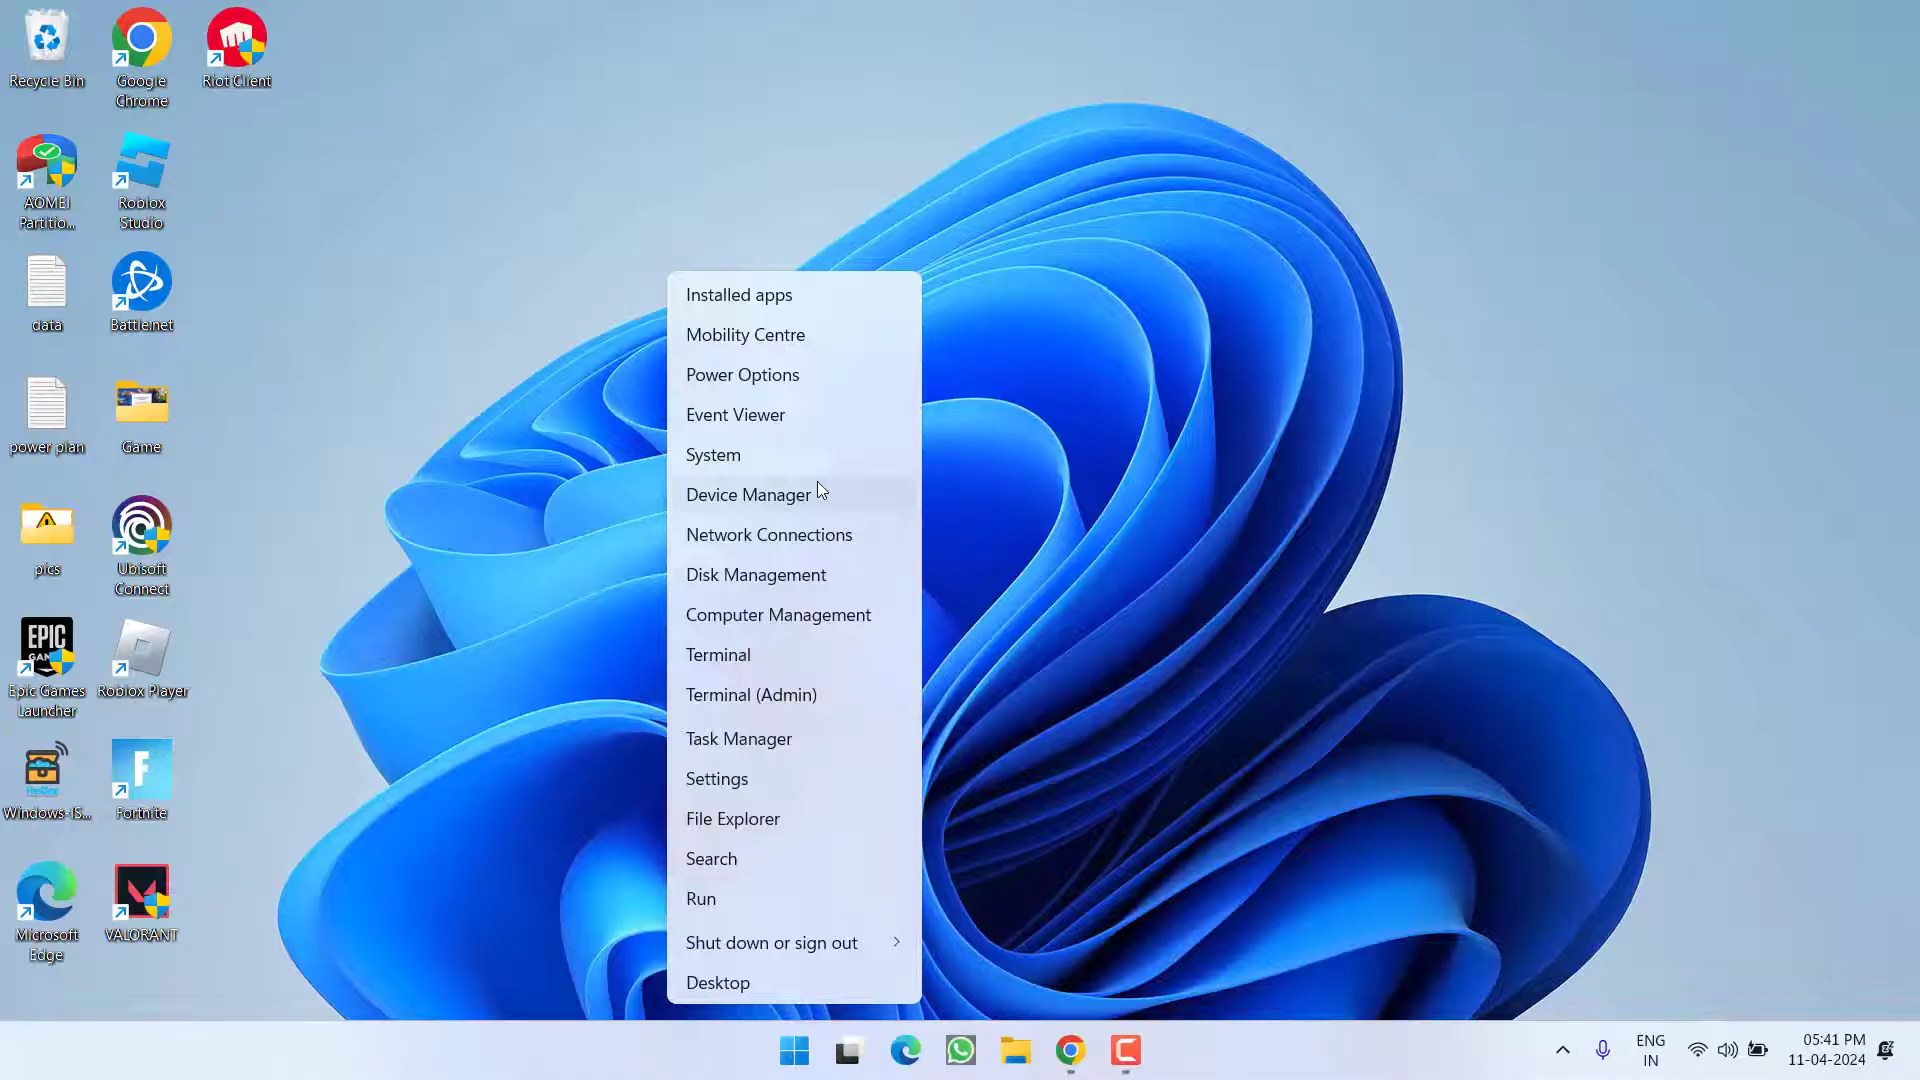 Recycle Bin
Google
Chrome
Riot Client
AOMEI
Partitio...
Roblox
Studio
data
Battle.net
power plan
Game
pics
Ubisoft
Connect
EPIC
Epic Games
Launcher
Roblox Player
Windows-IS...
Fortnite
Microsoft
Edge
VALORANT
Installed apps
Mobility Centre
Power Options
Event Viewer
System
Device Manager
Network Connections
Disk Management
Computer Management
Terminal
Terminal (Admin)
Task Manager
Settings
File Explorer
Search
Run
Shut down or sign out
Desktop
ENG
IN
05:41 PM
11-04-2024